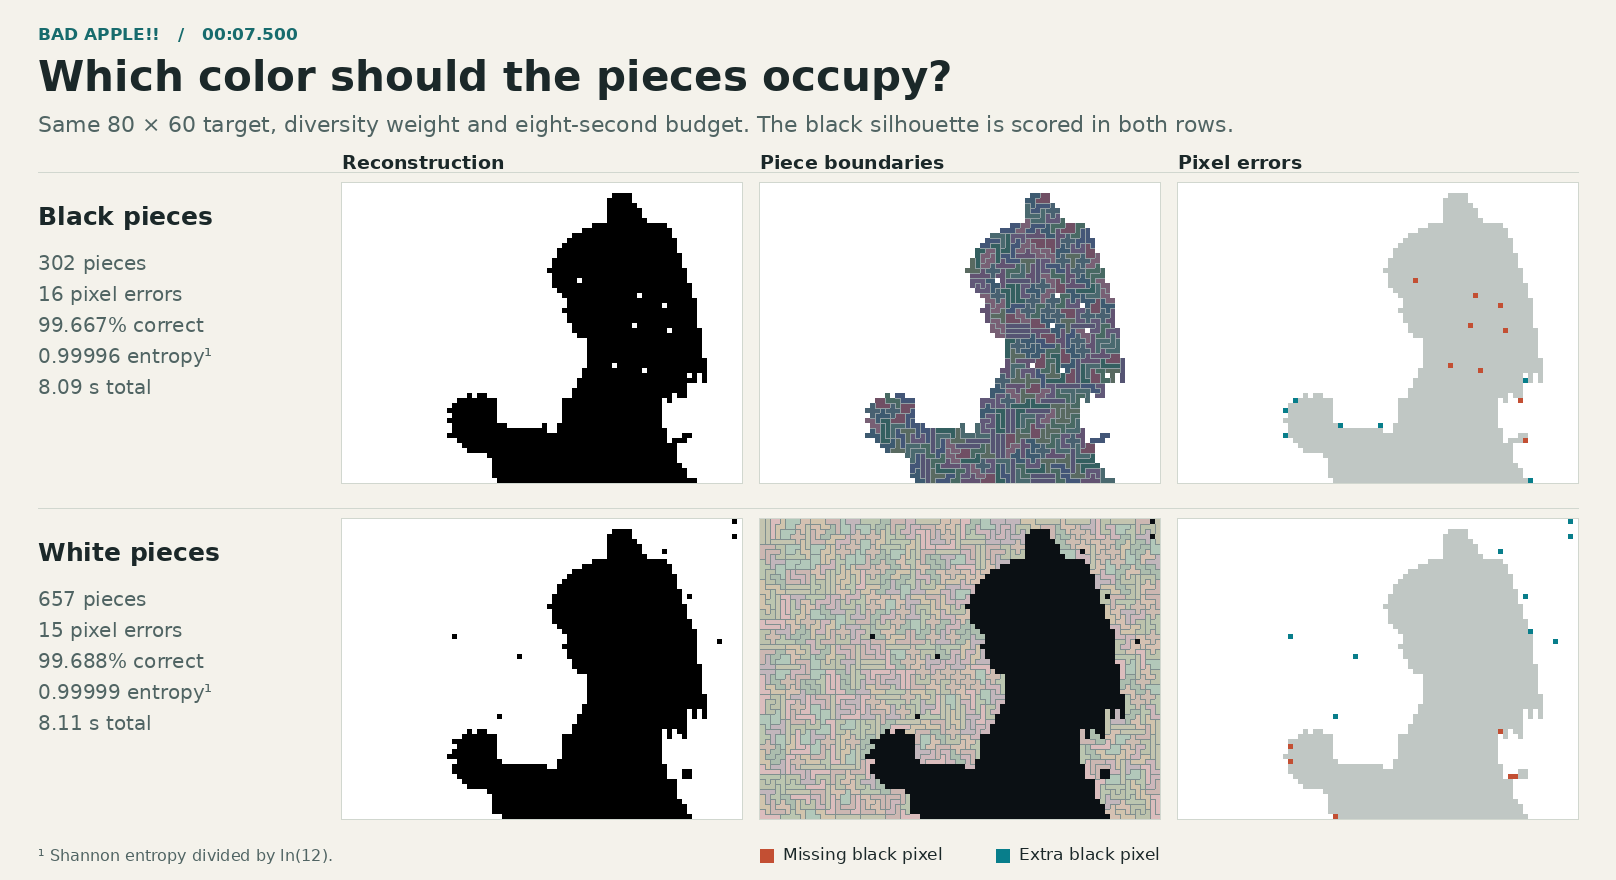 BAD APPLE!! / 00:07.500
Which color should the pieces occupy?
Same 80 × 60 target, diversity weight and eight-second budget. The black silhouette is scored in both rows.
Reconstruction
Piece boundaries
Pixel errors
Black pieces
302 pieces
16 pixel errors
99.667% correct
0.99996 entropy¹
8.09 s total
White pieces
657 pieces
15 pixel errors
99.688% correct
0.99999 entropy¹
8.11 s total
¹ Shannon entropy divided by ln(12).
Missing black pixel
Extra black pixel